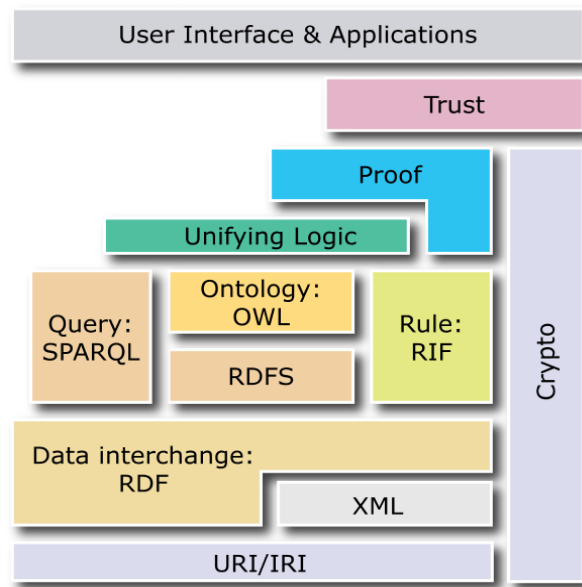 User Interface & Applications
Trust
Proof
Unifying Logic
Ontology:
OWL
Query:
SPARQL
Rule:
RIF
RDFS
Crypto
Data interchange:
RDF
XML
URI/IRI